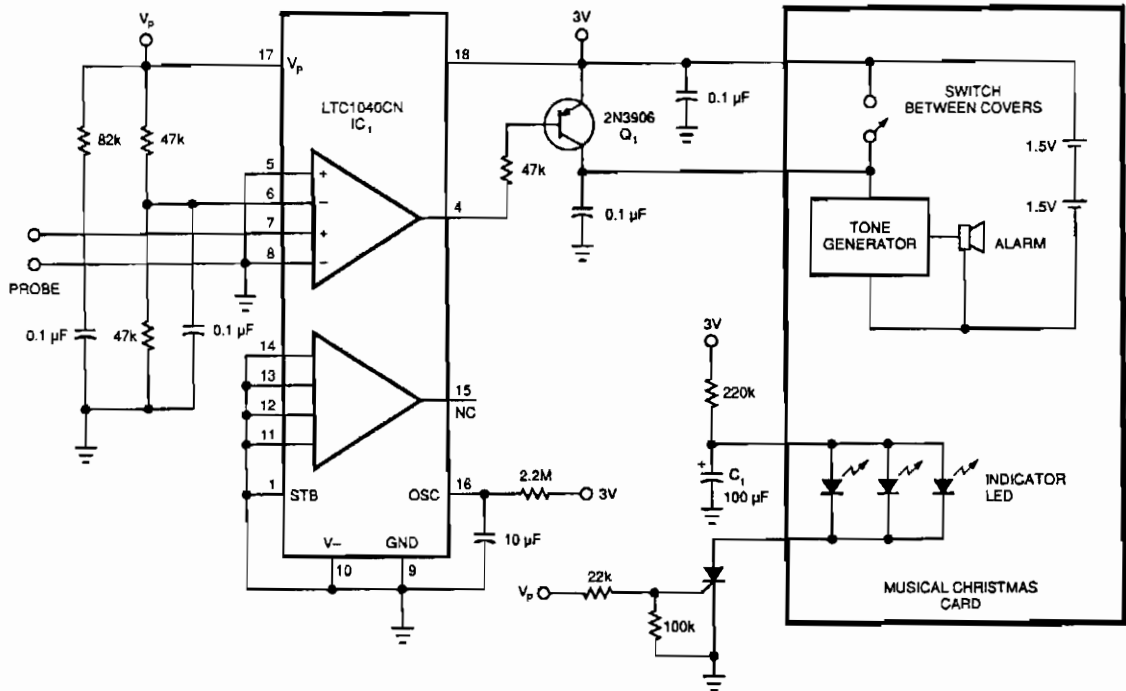 V_P
17
V_P
82k
47k
LTC1040CN
IC₁
5
+
6
−
7
+
8
−
4
PROBE
0.1 µF
47k
0.1 µF
14
13
12
11
15
NC
1
STB
OSC
16
2.2M
3V
10 µF
V−
GND
10
9
18
3V
2N3906
Q₁
47k
0.1 µF
0.1 µF
SWITCH
BETWEEN COVERS
1.5V
1.5V
TONE
GENERATOR
ALARM
3V
220k
+
C₁
100 µF
INDICATOR
LED
V_P
22k
100k
MUSICAL CHRISTMAS
CARD